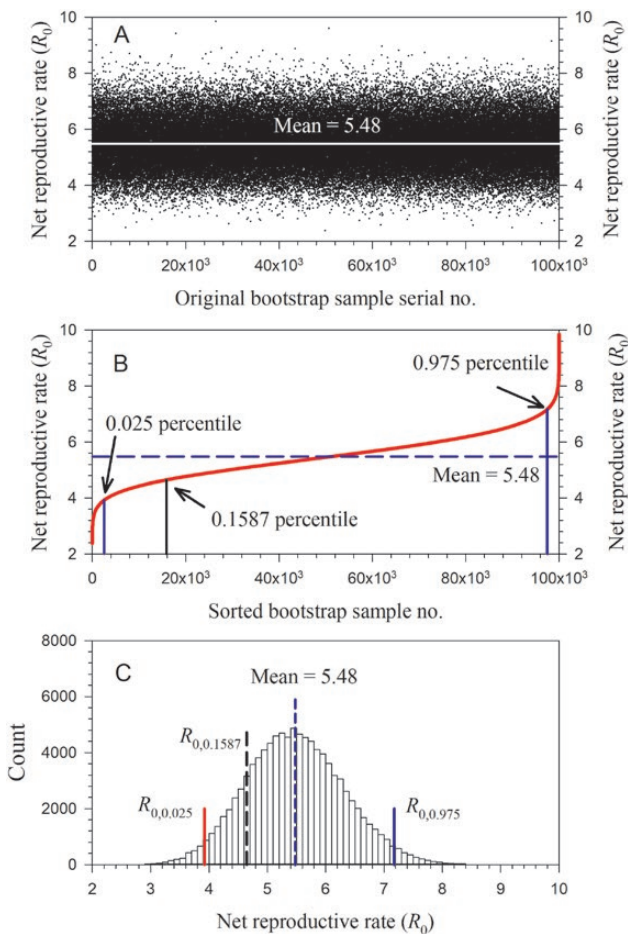 A
Net reproductive rate (R0)
10
8
6
4
2
Mean = 5.48
10
8
6
4
2
Net reproductive rate (R0)
0 20x10³ 40x10³ 60x10³ 80x10³ 100x10³
Original bootstrap sample serial no.
B
Net reproductive rate (R0)
10
8
6
4
2
0.975 percentile
0.025 percentile
Mean = 5.48
0.1587 percentile
10
8
6
4
2
Net reproductive rate (R0)
0 20x10³ 40x10³ 60x10³ 80x10³ 100x10³
Sorted bootstrap sample no.
C
Count
8000
6000
4000
2000
0
Mean = 5.48
R0,0.1587
R0,0.025
R0,0.975
2 3 4 5 6 7 8 9 10
Net reproductive rate (R0)